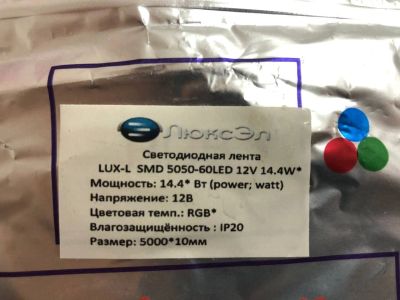 ЛюксЭл
Светодиодная лента
LUX-L SMD 5050-60LED 12V 14.4W*
Мощность: 14.4* Вт (power; watt)
Напряжение: 12В
Цветовая темп.: RGB*
Влагозащищённость : IP20
Размер: 5000*10мм